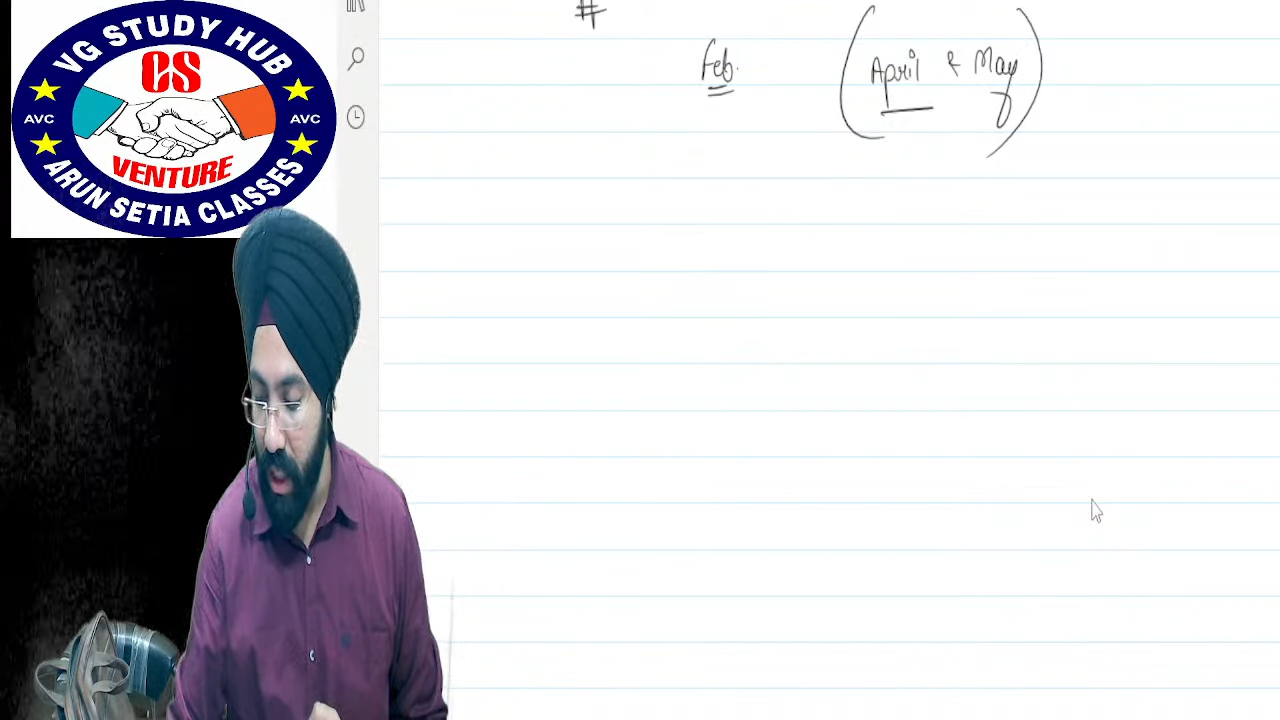 VG STUDY HUB
CS
AVC AVC
VENTURE
ARUN SETIA CLASSES
#
Feb. (April & May)